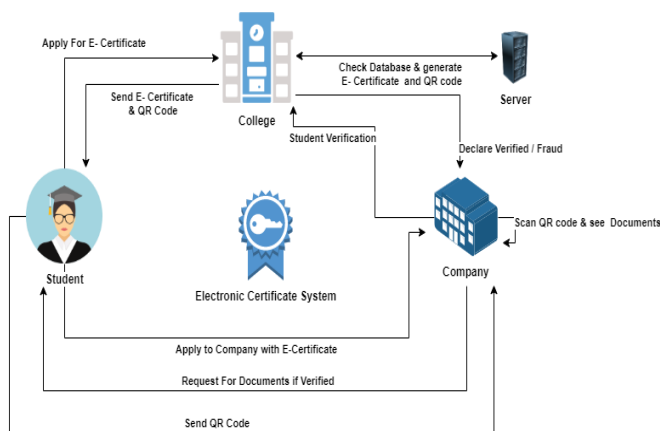 Apply For E- Certificate
Check Database & generate
E- Certificate and QR code
Server
Send E- Certificate
& QR Code
College
Student Verification
Declare Verified / Fraud
Scan QR code & see Documents
Student
Company
Electronic Certificate System
Apply to Company with E-Certificate
Request For Documents if Verified
Send QR Code